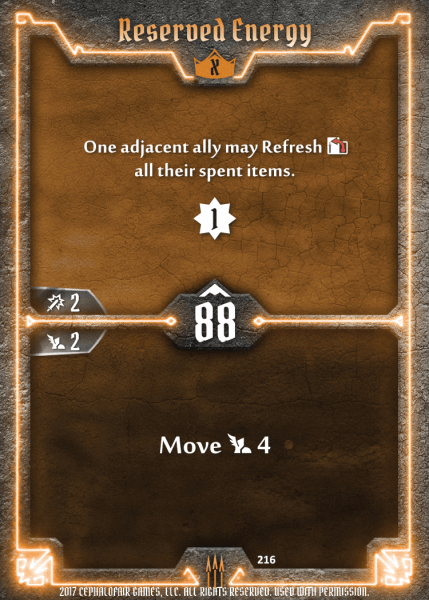 Reserved Energy
X
One adjacent ally may Refresh
all their spent items.
1
2
88
2
Move 4
216
2017 CEPHALOFAIR GAMES, LLC. ALL RIGHTS RESERVED. USED WITH PERMISSION.